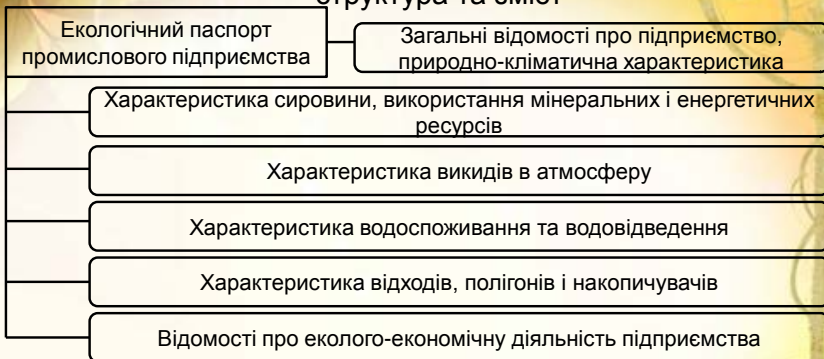 структура та зміст
Екологічний паспорт
промислового підприємства
Загальні відомості про підприємство,
природно-кліматична характеристика
Характеристика сировини, використання мінеральних і енергетичних
ресурсів
Характеристика викидів в атмосферу
Характеристика водоспоживання та водовідведення
Характеристика відходів, полігонів і накопичувачів
Відомості про еколого-економічну діяльність підприємства